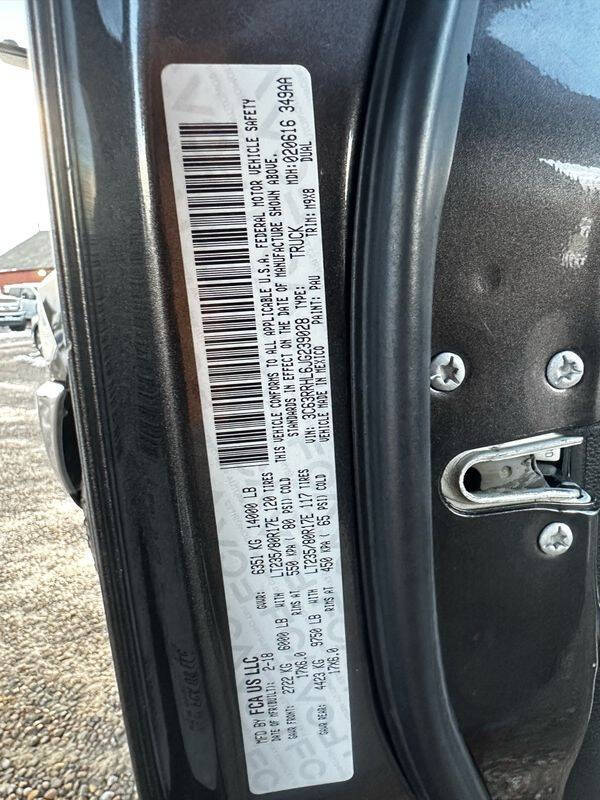 MFD BY FCA US LLC
DATE OF MFR(BUILT): 2-18 GVWR: 6351 KG 14000 LB
GAWR FRONT: 2722 KG 6000 LB WITH LT235/80R17E 120 TIRES
17X6.0 RIMS AT 550 KPA ( 80 PSI) COLD
GAWR REAR: 4423 KG 9750 LB WITH LT235/80R17E 117 TIRES
17X6.0 RIMS AT 450 KPA ( 65 PSI) COLD
THIS VEHICLE CONFORMS TO ALL APPLICABLE U.S.A. FEDERAL MOTOR VEHICLE SAFETY
STANDARDS IN EFFECT ON THE DATE OF MANUFACTURE SHOWN ABOVE.
VIN: 3C63RRHL6JG239028 TYPE: TRUCK MDH:020616 349AA
DUAL
VEHICLE MADE IN MEXICO PAINT: PAU TRIM: M9X8